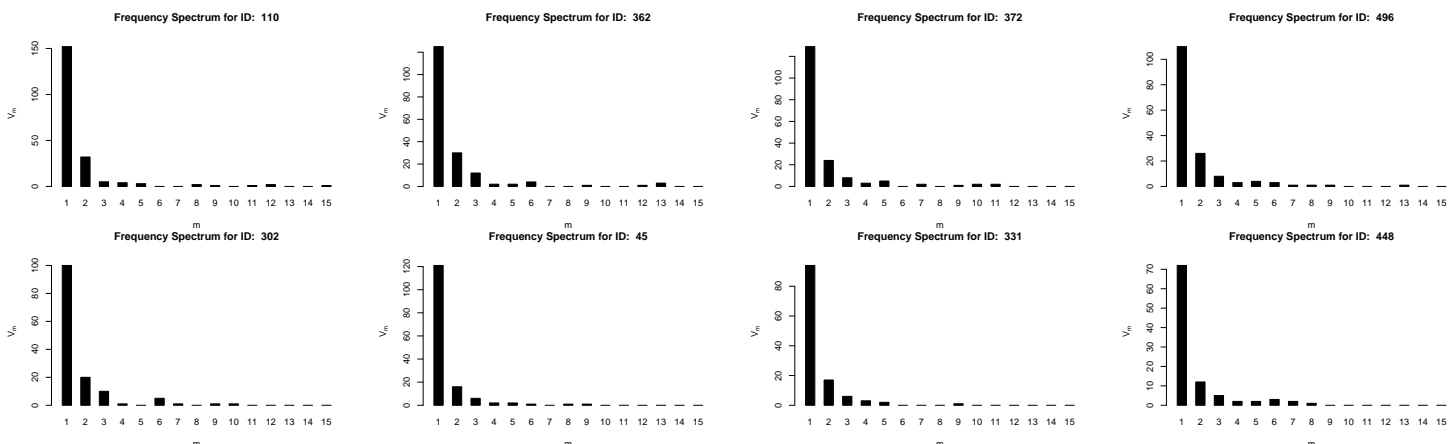 Frequency Spectrum for ID: 110
150
100
50
0
Vm
1 2 3 4 5 6 7 8 9 10 11 12 13 14 15
m
Frequency Spectrum for ID: 362
100
80
60
40
20
0
Vm
1 2 3 4 5 6 7 8 9 10 11 12 13 14 15
m
Frequency Spectrum for ID: 372
100
80
60
40
20
0
Vm
1 2 3 4 5 6 7 8 9 10 11 12 13 14 15
m
Frequency Spectrum for ID: 496
100
80
60
40
20
0
Vm
1 2 3 4 5 6 7 8 9 10 11 12 13 14 15
m
Frequency Spectrum for ID: 302
100
80
60
40
20
0
Vm
1 2 3 4 5 6 7 8 9 10 11 12 13 14 15
m
Frequency Spectrum for ID: 45
120
100
80
60
40
20
0
Vm
1 2 3 4 5 6 7 8 9 10 11 12 13 14 15
m
Frequency Spectrum for ID: 331
80
60
40
20
0
Vm
1 2 3 4 5 6 7 8 9 10 11 12 13 14 15
m
Frequency Spectrum for ID: 448
70
60
50
40
30
20
10
0
Vm
1 2 3 4 5 6 7 8 9 10 11 12 13 14 15
m